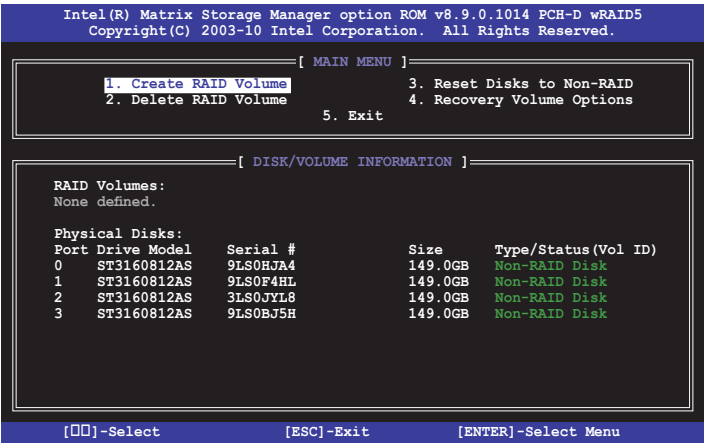 Intel(R) Matrix Storage Manager option ROM v8.9.0.1014 PCH-D wRAID5
Copyright(C) 2003-10 Intel Corporation. All Rights Reserved.
[ MAIN MENU ]
1. Create RAID Volume 3. Reset Disks to Non-RAID
2. Delete RAID Volume 4. Recovery Volume Options
5. Exit
[ DISK/VOLUME INFORMATION ]
RAID Volumes:
None defined.
Physical Disks:
Port Drive Model Serial # Size Type/Status(Vol ID)
0 ST3160812AS 9LS0HJA4 149.0GB Non-RAID Disk
1 ST3160812AS 9LS0F4HL 149.0GB Non-RAID Disk
2 ST3160812AS 3LS0JYL8 149.0GB Non-RAID Disk
3 ST3160812AS 9LS0BJ5H 149.0GB Non-RAID Disk
[□□]-Select [ESC]-Exit [ENTER]-Select Menu